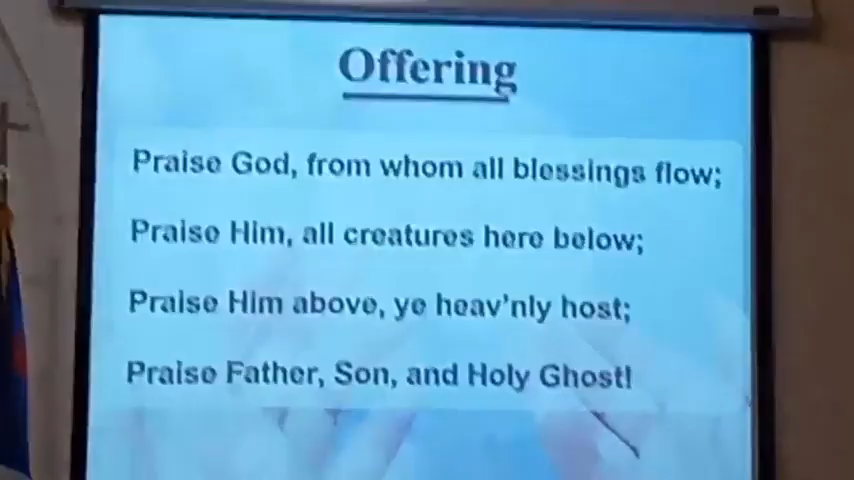 Offering
Praise God, from whom all blessings flow;
Praise Him, all creatures here below;
Praise Him above, ye heav'nly host;
Praise Father, Son, and Holy Ghost!